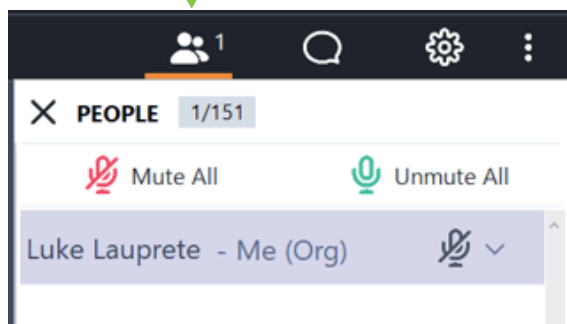 1
PEOPLE 1/151
Mute All Unmute All
Luke Lauprete - Me (Org)